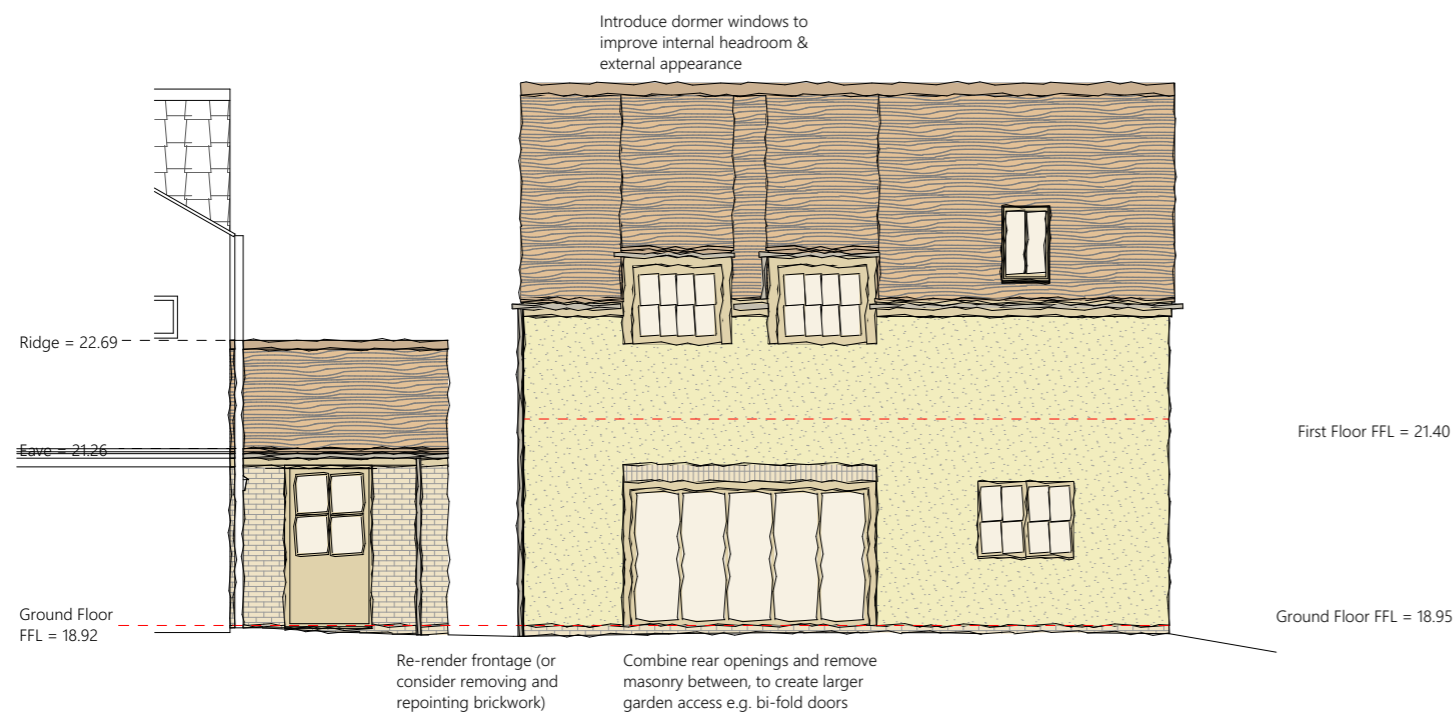 Introduce dormer windows to
improve internal headroom &
external appearance
Ridge = 22.69
Eave = 21.26
First Floor FFL = 21.40
Ground Floor
FFL = 18.92
Ground Floor FFL = 18.95
Re-render frontage (or
consider removing and
repointing brickwork)
Combine rear openings and remove
masonry between, to create larger
garden access e.g. bi-fold doors